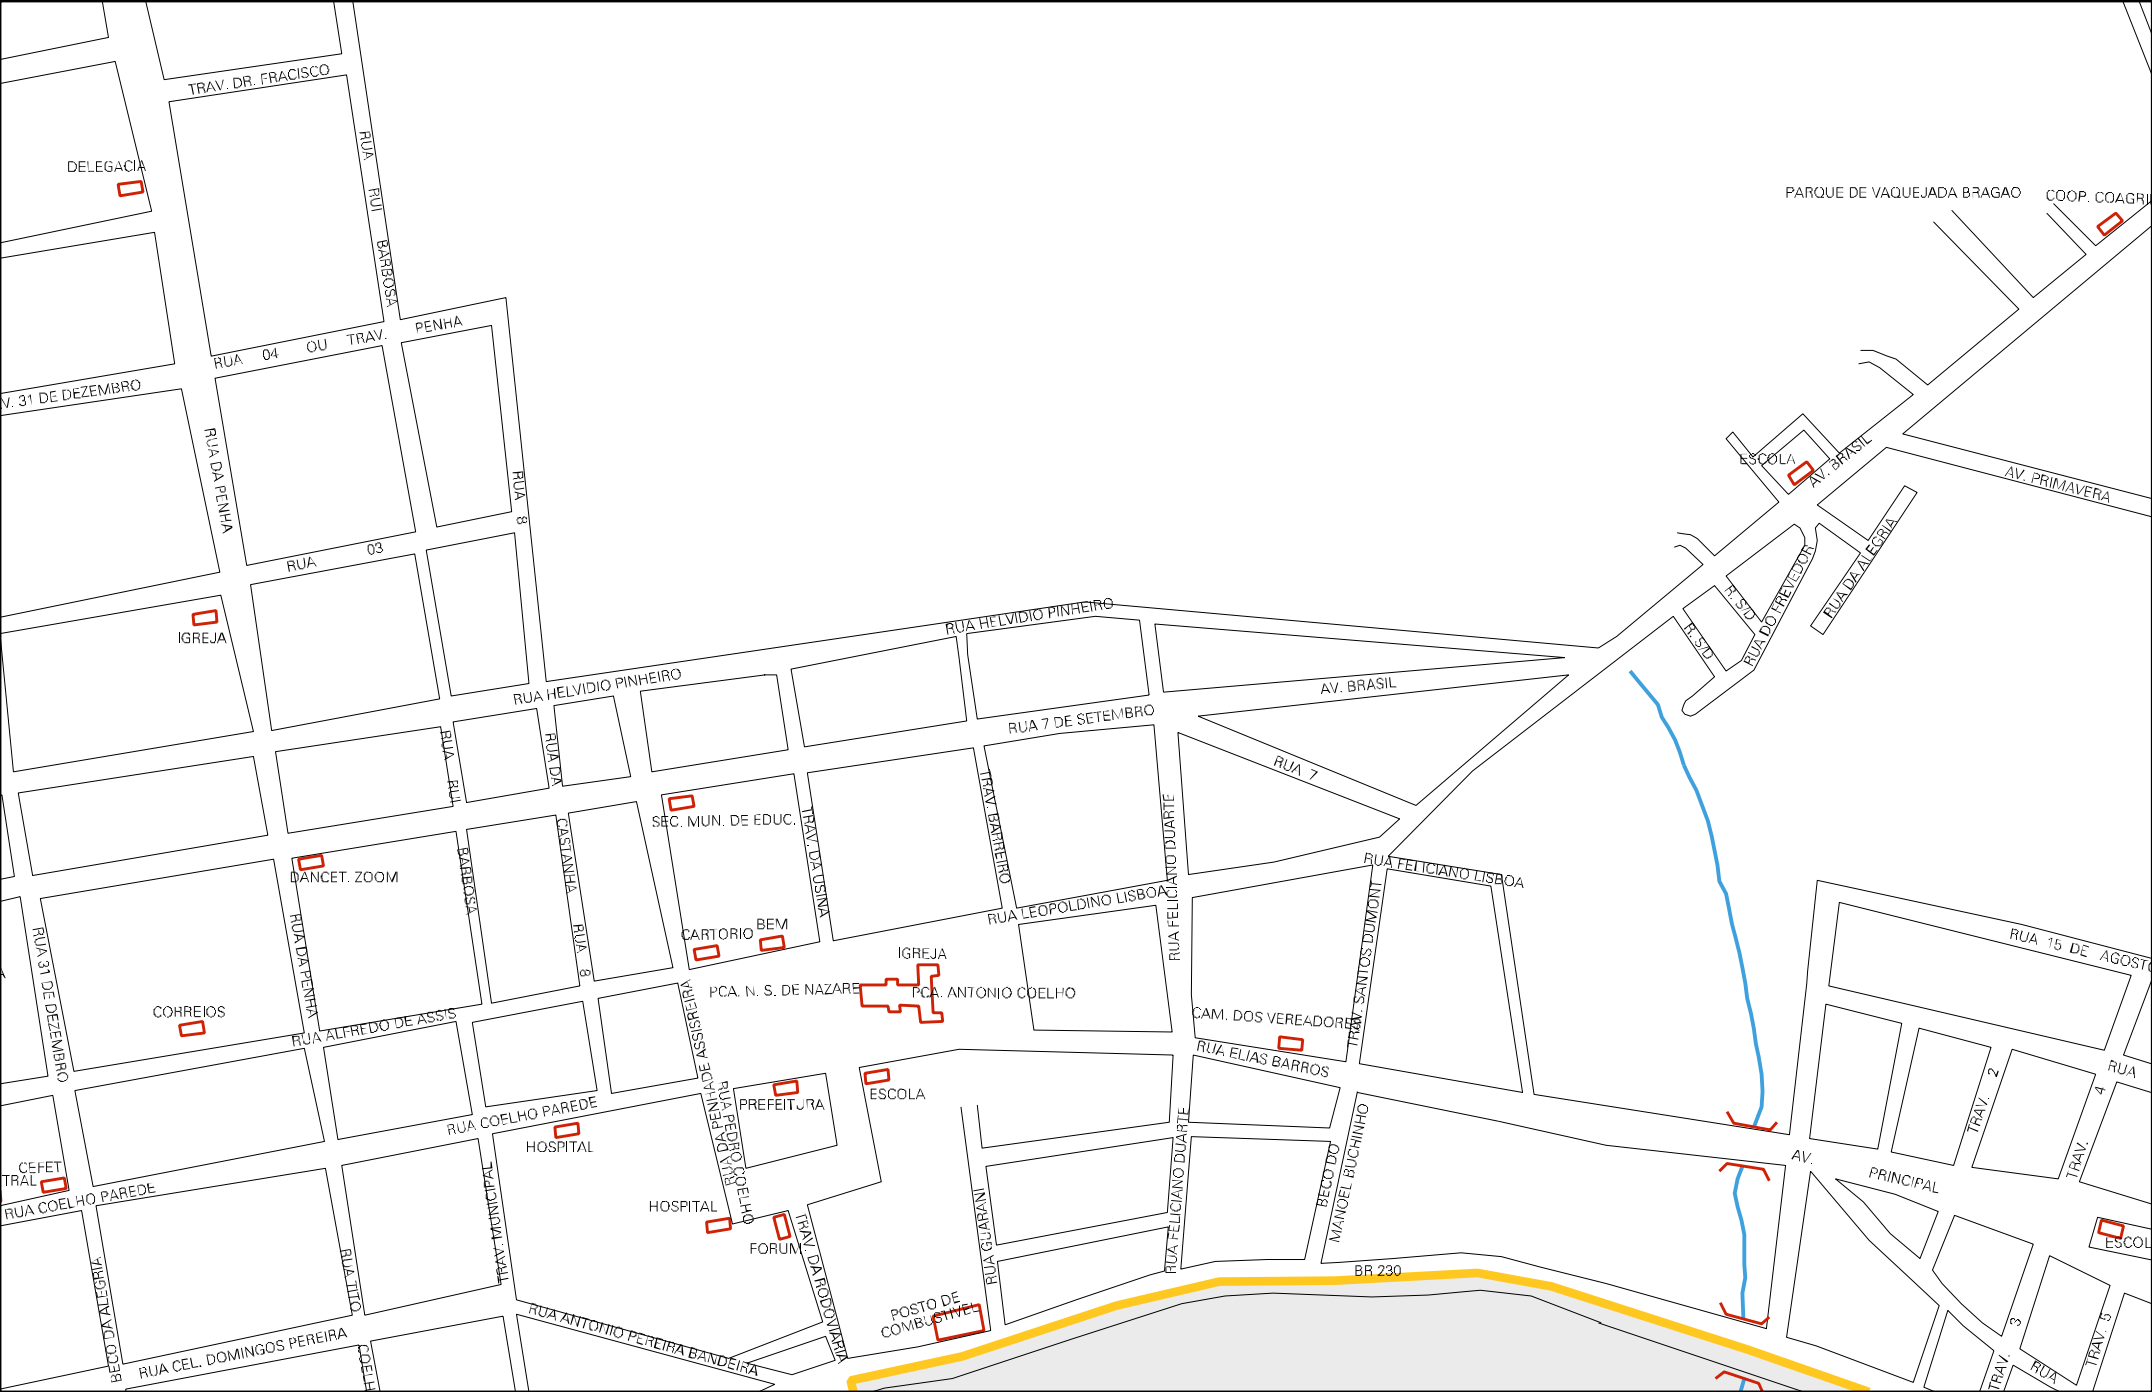 TRAV. DR. FRACISCO
RUA RUI BARBOSA
DELEGACIA
PARQUE DE VAQUEJADA BRAGAO
COOP. COAGRI
RUA 04 OU TRAV. PENHA
V. 31 DE DEZEMBRO
RUA DA PENHA
RUA 8
ESCOLA
AV. BRASIL
AV. PRIMAVERA
RUA 03
RUA DA ALEGRIA
RUA DO FREVEDOR
R. S/D
R. S/D
IGREJA
RUA HELVIDIO PINHEIRO
RUA HELVIDIO PINHEIRO
AV. BRASIL
RUA 7 DE SETEMBRO
RUA 7
RUA RUI
BARBOSA
RUA DA
CASTANHA
RUA 8
SEC. MUN. DE EDUC.
TRAV. DA USINA
TRAV. BARREIRO
RUA FELICIANO DUARTE
DANCET. ZOOM
RUA FELICIANO LISBOA
RUA LEOPOLDINO LISBOA
TRAV. SANTOS DUMONT
RUA 31 DE DEZEMBRO
RUA DA PENHA
CARTORIO
BEM
IGREJA
PCA. N. S. DE NAZARE
PCA. ANTONIO COELHO
RUA 15 DE AGOSTO
CORREIOS
RUA ALFREDO DE ASSIS
CAM. DOS VEREADORES
RUA ELIAS BARROS
RUA DA PENHA DE ASSISREIRA
RUA PEDRO COELHO
PREFEITURA
ESCOLA
RUA COELHO PAREDE
HOSPITAL
RUA
TRAV. 2
TRAV. 4
CEFET
TRAL
RUA COELHO PAREDE
TRAV. MUNICIPAL
HOSPITAL
FORUM
TRAV. DA RODOVIARIA
RUA GUARANI
RUA FELICIANO DUARTE
BECO DO
MANOEL BUCHINHO
AV. PRINCIPAL
ESCOL
BECO DA ALEGRIA
RUA TITO
COELH
BR 230
POSTO DE
COMBUSTIVEL
RUA ANTONIO PEREIRA BANDEIRA
RUA CEL. DOMINGOS PEREIRA
TRAV. 3
TRAV. 5
RUA